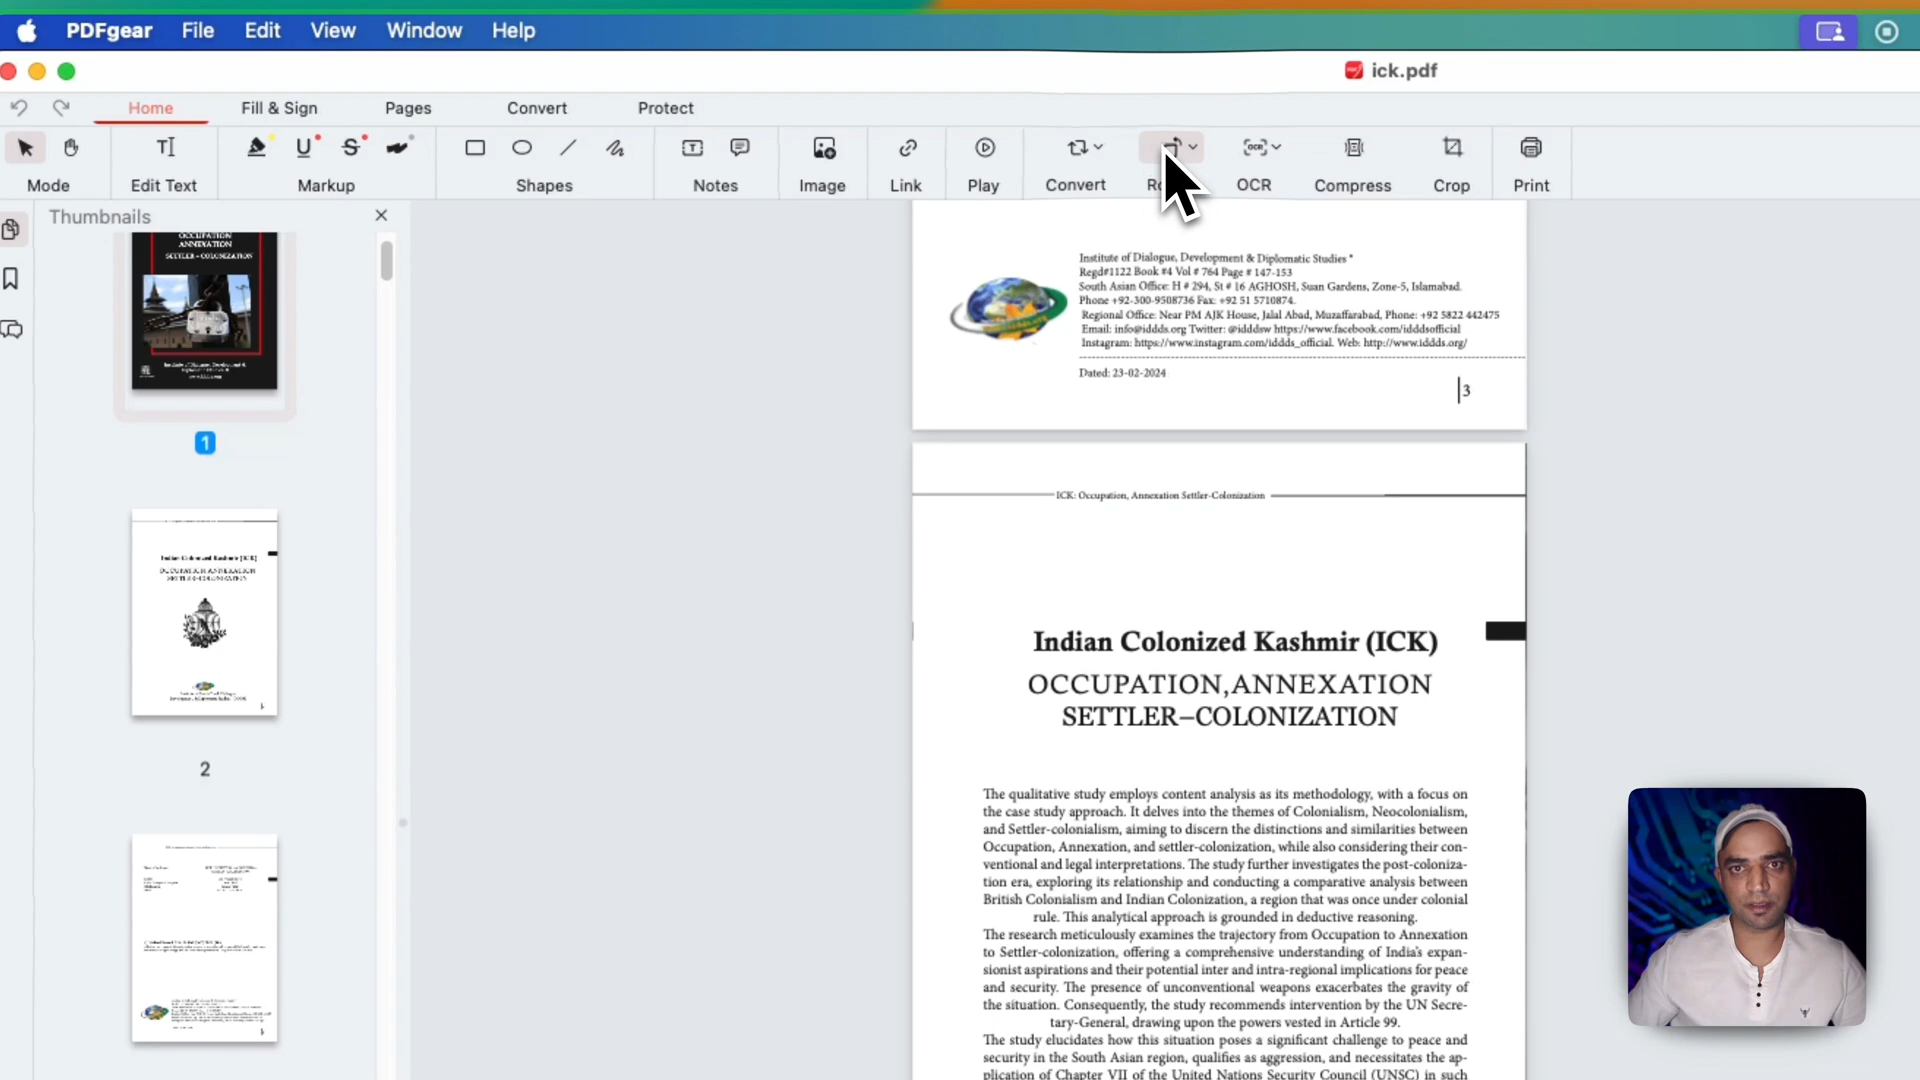 PDFgear File Edit View Window Help
ick.pdf
Home Fill & Sign Pages Convert Protect
Mode Edit Text Markup Shapes Notes Image Link Play Convert OCR Compress Crop Print
Thumbnails
OCCUPATION
ANNEXATION
SETTLER - COLONIZATION
1
Indian Colonized Kashmir (ICK)
OCCUPATION,ANNEXATION
SETTLER-COLONIZATION
2
Institute of Dialogue, Development & Diplomatic Studies *
Regd#1122 Book #4 Vol # 764 Page # 147-153
South Asian Office: H # 294, St # 16 AGHOSH, Suan Gardens, Zone-5, Islamabad.
Phone +92-300-9508736 Fax: +92 51 5710874.
Regional Office: Near PM AJK House, Jalal Abad, Muzaffarabad, Phone: +92 5822 442475
Email: info@iddds.org Twitter: @idddsw https://www.facebook.com/idddsofficial
Instagram: https://www.instagram.com/iddds_official. Web: http://www.iddds.org/
Dated: 23-02-2024
3
ICK: Occupation, Annexation Settler-Colonization
Indian Colonized Kashmir (ICK)
OCCUPATION,ANNEXATION
SETTLER–COLONIZATION
The qualitative study employs content analysis as its methodology, with a focus on
the case study approach. It delves into the themes of Colonialism, Neocolonialism,
and Settler-colonialism, aiming to discern the distinctions and similarities between
Occupation, Annexation, and settler-colonization, while also considering their con-
ventional and legal interpretations. The study further investigates the post-coloniza-
tion era, exploring its relationship and conducting a comparative analysis between
British Colonialism and Indian Colonization, a region that was once under colonial
rule. This analytical approach is grounded in deductive reasoning.
The research meticulously examines the trajectory from Occupation to Annexation
to Settler-colonization, offering a comprehensive understanding of India's expan-
sionist aspirations and their potential inter and intra-regional implications for peace
and security. The presence of unconventional weapons exacerbates the gravity of
the situation. Consequently, the study recommends intervention by the UN Secre-
tary-General, drawing upon the powers vested in Article 99.
The study elucidates how this situation poses a significant challenge to peace and
security in the South Asian region, qualifies as aggression, and necessitates the ap-
plication of Chapter VII of the United Nations Security Council (UNSC) in such